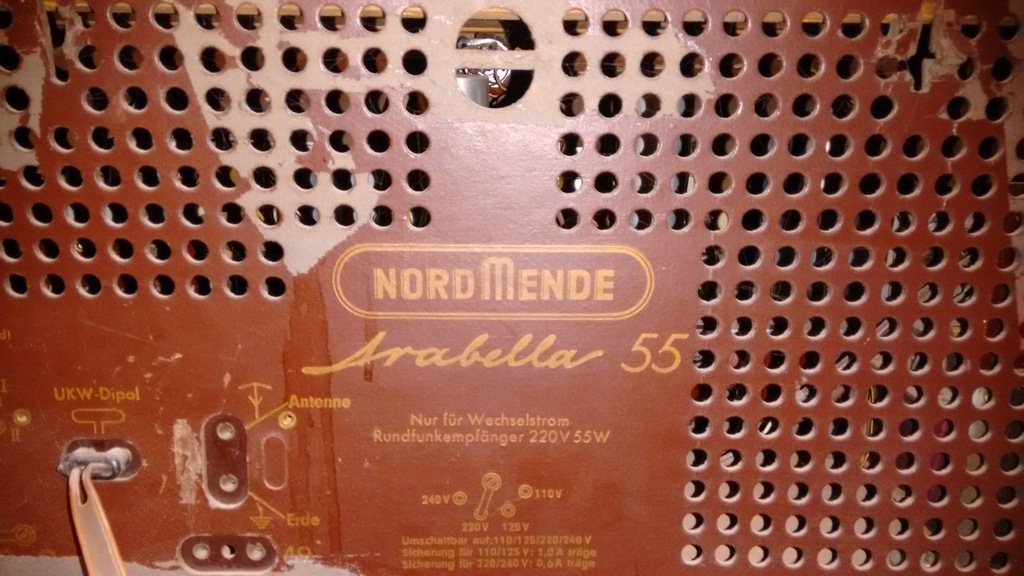 NORDMENDE
Arabella 55
UKW-Dipol
Antenne
Nur für Wechselstrom
Rundfunkempfänger 220V 55W
240V
110V
220V 125V
Erde
Umschaltbar auf: 110/125/220/240 V
Sicherung für 110/125 V: 1,0 A träge
Sicherung für 220/240 V: 0,6 A träge